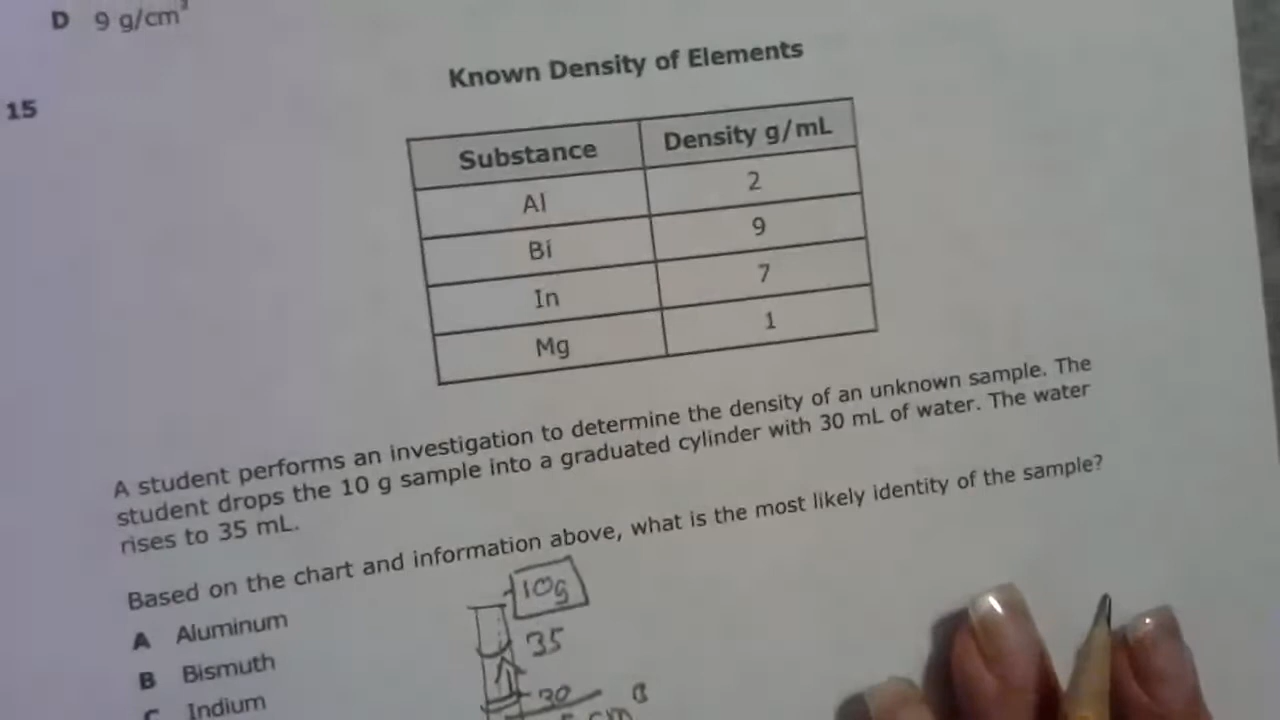 D 9 g/cm³
15
Known Density of Elements
Substance Density g/mL
Al 2
Bi 9
In 7
Mg 1
A student performs an investigation to determine the density of an unknown sample. The
student drops the 10 g sample into a graduated cylinder with 30 mL of water. The water
rises to 35 mL.
Based on the chart and information above, what is the most likely identity of the sample?
10g
A Aluminum
35
B Bismuth
30
C Indium
cm